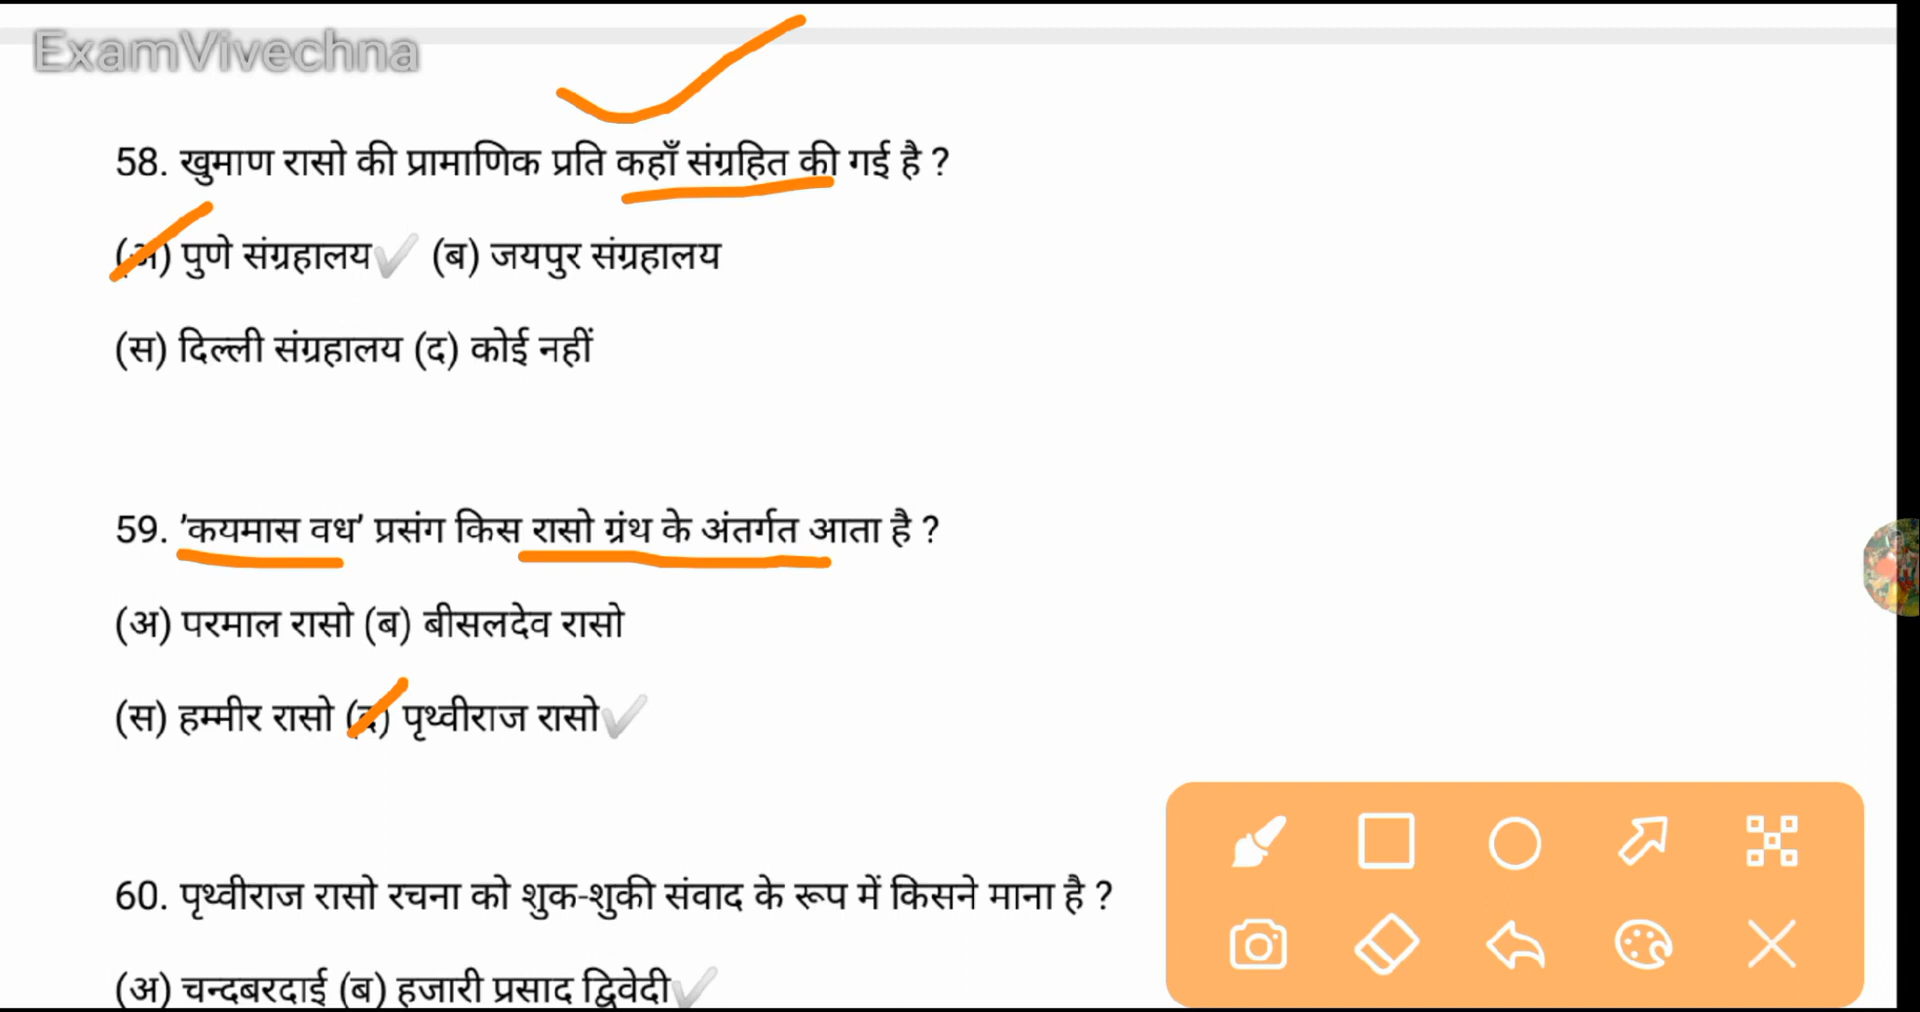 ExamVivechna
58. खुमाण रासो की प्रामाणिक प्रति कहाँ संग्रहित की गई है ?
(अ) पुणे संग्रहालय✔ (ब) जयपुर संग्रहालय
(स) दिल्ली संग्रहालय (द) कोई नहीं
59. 'कयमास वध' प्रसंग किस रासो ग्रंथ के अंतर्गत आता है ?
(अ) परमाल रासो (ब) बीसलदेव रासो
(स) हम्मीर रासो (द) पृथ्वीराज रासो✔
60. पृथ्वीराज रासो रचना को शुक-शुकी संवाद के रूप में किसने माना है ?
(अ) चन्दबरदाई (ब) हजारी प्रसाद द्विवेदी✔